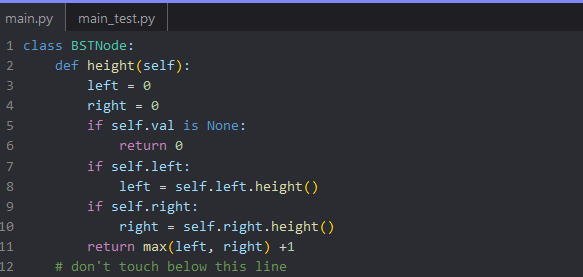 main.py main_test.py
1 class BSTNode:
2     def height(self):
3         left = 0
4         right = 0
5         if self.val is None:
6             return 0
7         if self.left:
8             left = self.left.height()
9         if self.right:
10             right = self.right.height()
11         return max(left, right) +1
12     # don't touch below this line